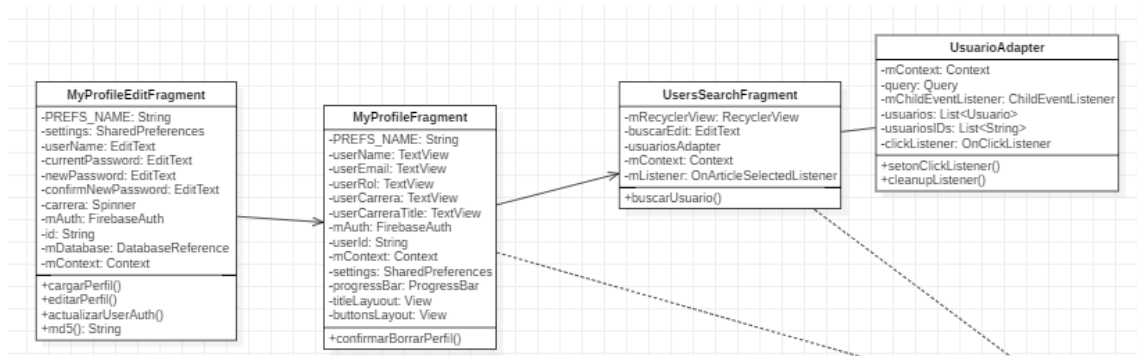 MyProfileEditFragment
-PREFS_NAME: String
-settings: SharedPreferences
-userName: EditText
-currentPassword: EditText
-newPassword: EditText
-confirmNewPassword: EditText
-carrera: Spinner
-mAuth: FirebaseAuth
-id: String
-mDatabase: DatabaseReference
-mContext: Context
+cargarPerfil()
+editarPerfil()
+actualizarUserAuth()
+md5(): String
MyProfileFragment
-PREFS_NAME: String
-userName: TextView
-userEmail: TextView
-userRol: TextView
-userCarrera: TextView
-userCarreraTitle: TextView
-mAuth: FirebaseAuth
-userId: String
-mContext: Context
-settings: SharedPreferences
-progressBar: ProgressBar
-titleLayuout: View
-buttonsLayout: View
+confirmarBorrarPerfil()
UsersSearchFragment
-mRecyclerView: RecyclerView
-buscarEdit: EditText
-usuariosAdapter
-mContext: Context
-mListener: OnArticleSelectedListener
+buscarUsuario()
UsuarioAdapter
-mContext: Context
-query: Query
-mChildEventListener: ChildEventListener
-usuarios: List<Usuario>
-usuariosIDs: List<String>
-clickListener: OnClickListener
+setonClickListener()
+cleanupListener()